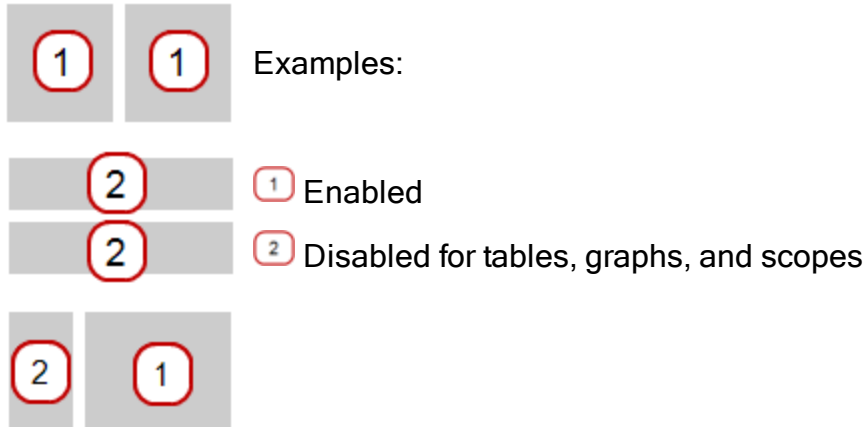 1 1 Examples:
2 1 Enabled
2 2 Disabled for tables, graphs, and scopes
2 1